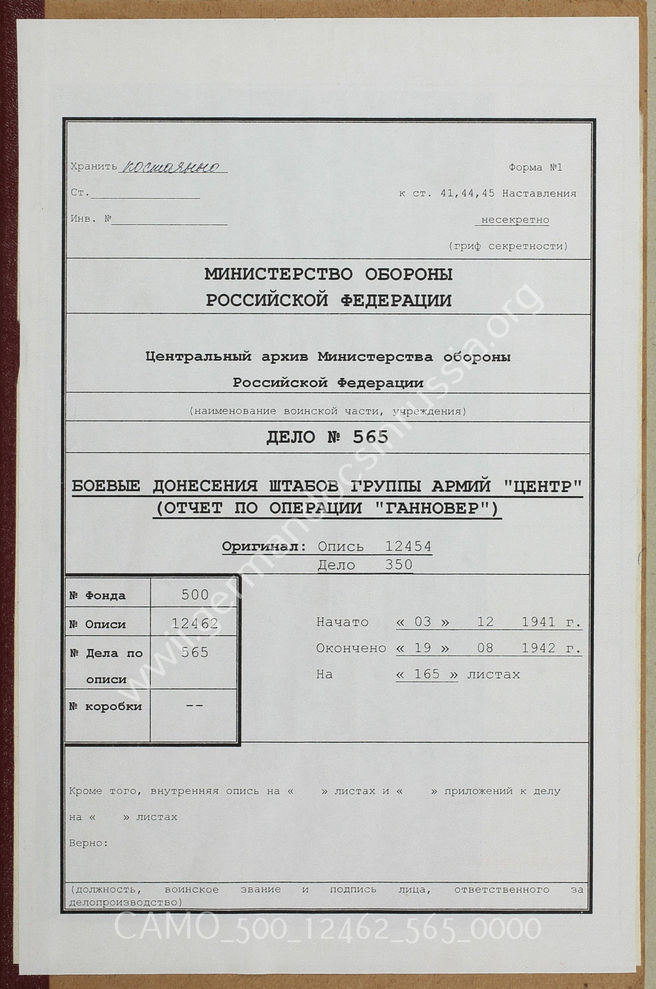 Хранить постоянно
Форма №1
Ст.
к ст. 41,44,45 Наставления
Инв. №
несекретно
(гриф секретности)
МИНИСТЕРСТВО ОБОРОНЫ
РОССИЙСКОЙ ФЕДЕРАЦИИ
Центральный архив Министерства обороны
Российской Федерации
(наименование воинской части, учреждения)
ДЕЛО № 565
БОЕВЫЕ ДОНЕСЕНИЯ ШТАБОВ ГРУППЫ АРМИЙ "ЦЕНТР"
(ОТЧЕТ ПО ОПЕРАЦИИ "ГАННОВЕР")
Оригинал: Опись 12454
Дело 350
№ Фонда 500
№ Описи 12462
№ Дела по описи 565
№ коробки --
Начато « 03 » 12 1941 г.
Окончено « 19 » 08 1942 г.
На « 165 » листах
Кроме того, внутренняя опись на « » листах и « » приложений к делу
на « » листах
Верно:
(должность, воинское звание и подпись лица, ответственного за
делопроизводство)
www.germandocsinrussia.org
CAMO_500_12462_565_0000